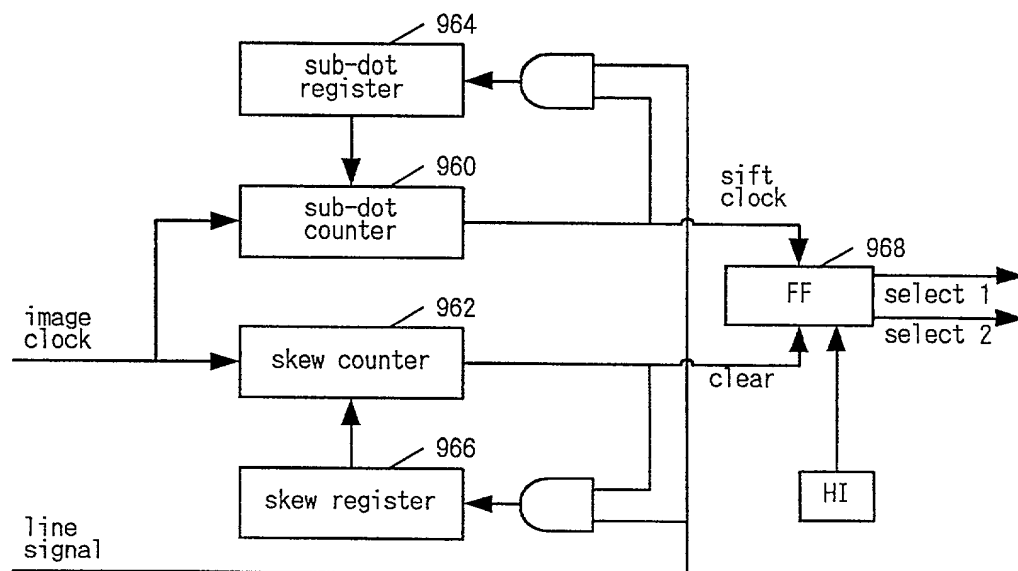 964
sub-dot
register
960
sub-dot
counter
sift
clock
968
FF
select 1
select 2
image
clock
962
skew counter
clear
966
skew register
HI
line
signal